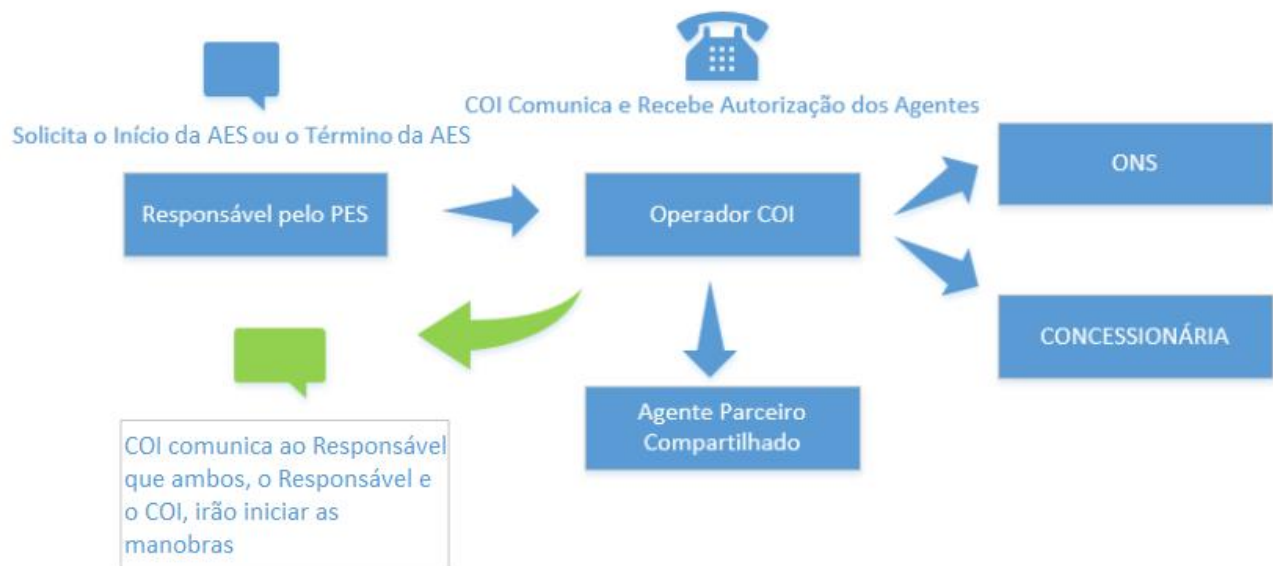 COI Comunica e Recebe Autorização dos Agentes
Solicita o Início da AES ou o Término da AES
Responsável pelo PES
Operador COI
ONS
CONCESSIONÁRIA
Agente Parceiro
Compartilhado
COI comunica ao Responsável
que ambos, o Responsável e
o COI, irão iniciar as
manobras